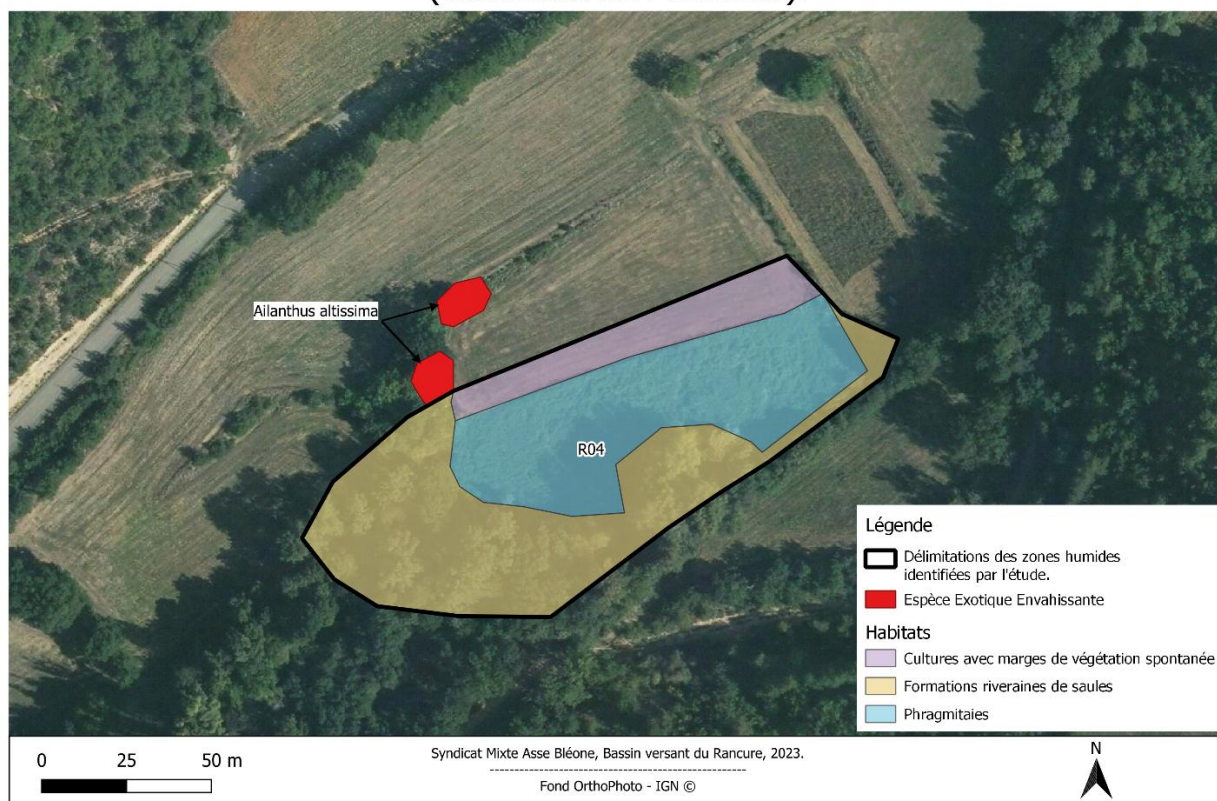 Ailanthus altissima
R04
Légende
Délimitations des zones humides
identifiées par l'étude.
Espèce Exotique Envahissante
Habitats
Cultures avec marges de végétation spontanée
Formations riveraines de saules
Phragmitaies
0 25 50 m
Syndicat Mixte Asse Bléone, Bassin versant du Rancure, 2023.
Fond OrthoPhoto - IGN ©
N